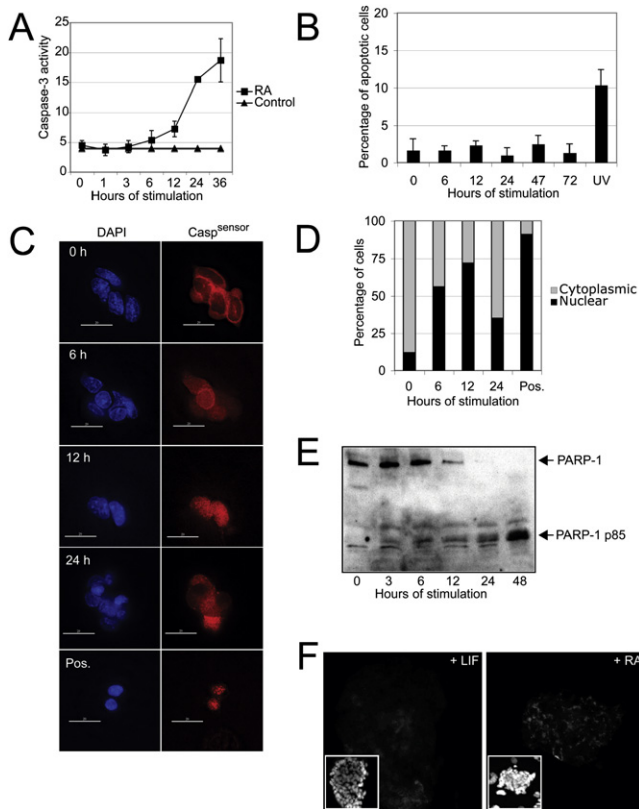 A
Caspase-3 activity
25
20
15
10
5
0
0 1 3 6 12 24 36
Hours of stimulation
RA
Control
B
Percentage of apoptotic cells
20
15
10
5
0
0 6 12 24 47 72 UV
Hours of stimulation
C
DAPI Casp^sensor
0 h
6 h
12 h
24 h
Pos.
D
Percentage of cells
100
75
50
25
0
0 6 12 24 Pos.
Hours of stimulation
Cytoplasmic
Nuclear
E
PARP-1
PARP-1 p85
0 3 6 12 24 48
Hours of stimulation
F
+ LIF
+ RA